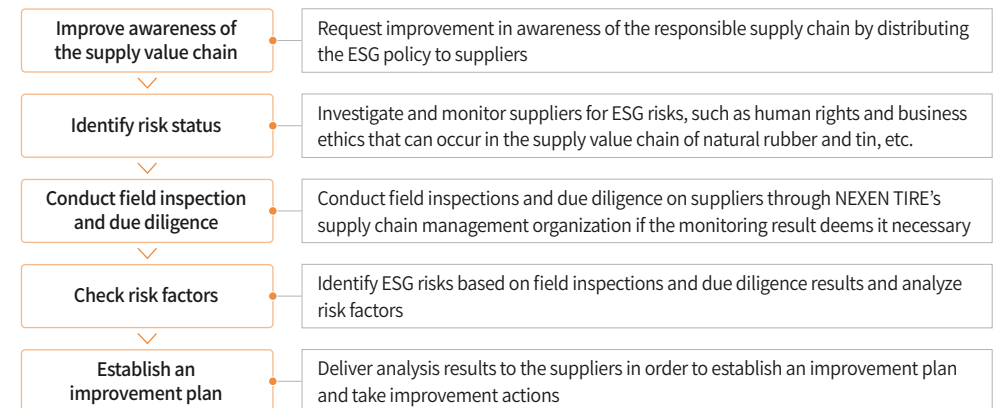 Improve awareness of
the supply value chain
Request improvement in awareness of the responsible supply chain by distributing
the ESG policy to suppliers
Identify risk status
Investigate and monitor suppliers for ESG risks, such as human rights and business
ethics that can occur in the supply value chain of natural rubber and tin, etc.
Conduct field inspection
and due diligence
Conduct field inspections and due diligence on suppliers through NEXEN TIRE’s
supply chain management organization if the monitoring result deems it necessary
Check risk factors
Identify ESG risks based on field inspections and due diligence results and analyze
risk factors
Establish an
improvement plan
Deliver analysis results to the suppliers in order to establish an improvement plan
and take improvement actions